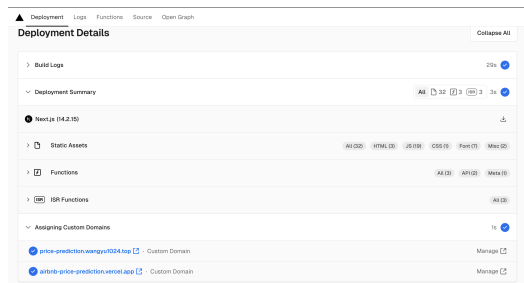 Deployment Logs Functions Source Open Graph
Deployment Details Collapse All
Build Logs 29s
Deployment Summary All 32 3 ISR 3 3s
N Next.js (14.2.15)
Static Assets All (32) HTML (3) JS (19) CSS (1) Font (7) Misc (2)
Functions All (3) API (2) Meta (1)
ISR ISR Functions All (3)
Assigning Custom Domains 1s
price-prediction.wangyu1024.top · Custom Domain Manage
airbnb-price-prediction.vercel.app · Custom Domain Manage